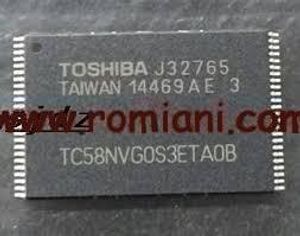 TOSHIBA J32765
TAIWAN 14469AE 3
www.romiani.com
TC58NVG0S3ETA0B